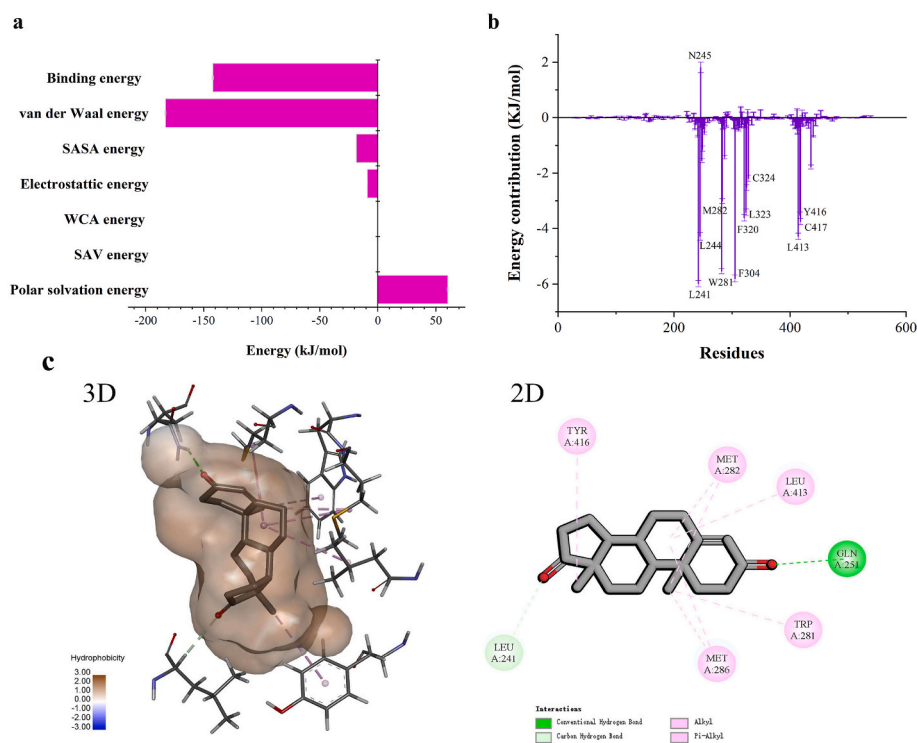 a
Binding energy
van der Waal energy
SASA energy
Electrostattic energy
WCA energy
SAV energy
Polar solvation energy
-200 -150 -100 -50 0 50
Energy (kJ/mol)
b
Energy contribution (KJ/mol)
2
0
-2
-4
-6
N245
C324
M282
L323
Y416
F320
C417
L244
L413
W281
F304
L241
0 200 400 600
Residues
c
3D
Hydrophobicity
3.00
2.00
1.00
0.00
-1.00
-2.00
-3.00
2D
TYR
A:416
MET
A:282
LEU
A:413
GLN
A:251
TRP
A:281
MET
A:286
LEU
A:241
Interactions
Conventional Hydrogen Bond
Carbon Hydrogen Bond
Alkyl
Pi-Alkyl